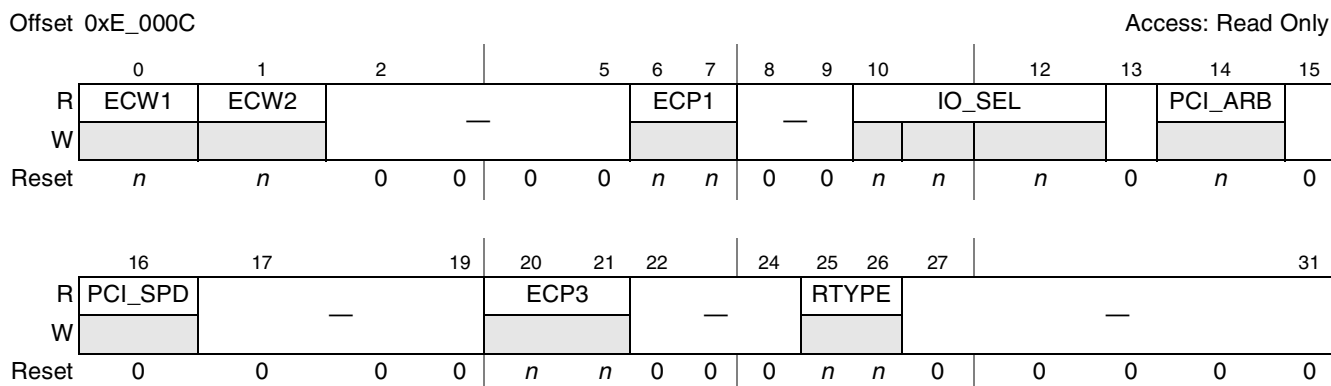 Offset 0xE_000C Access: Read Only
0 1 2 5 6 7 8 9 10 12 13 14 15
R ECW1 ECW2 — ECP1 — IO_SEL PCI_ARB
W
Reset n n 0 0 0 0 n n 0 0 n n n 0 n 0
16 17 19 20 21 22 24 25 26 27 31
R PCI_SPD — ECP3 — RTYPE —
W
Reset 0 0 0 0 n n 0 0 0 n n 0 0 0 0 0